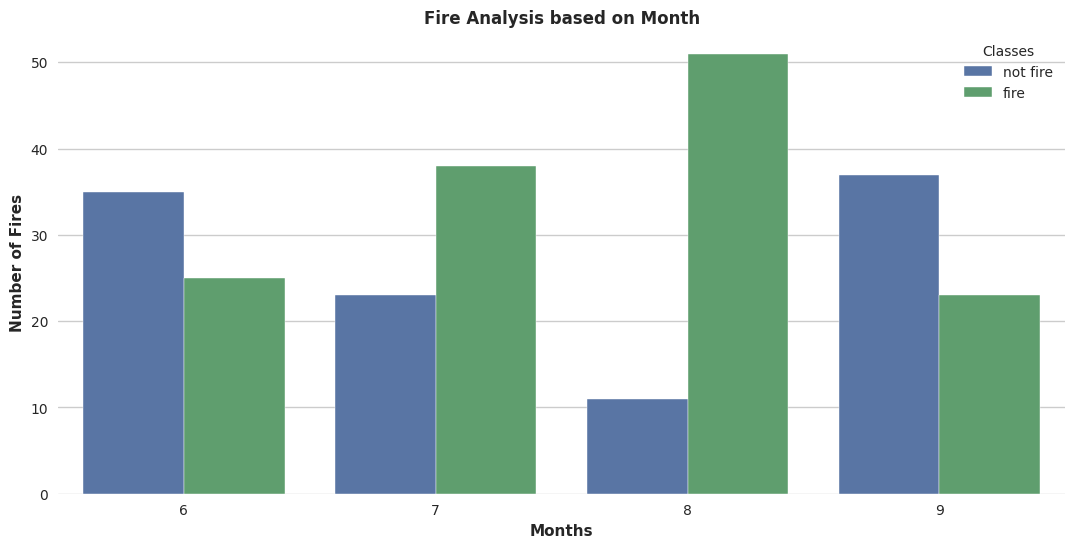 Fire Analysis based on Month
Classes
not fire
fire
Number of Fires
50
40
30
20
10
0
6 7 8 9
Months